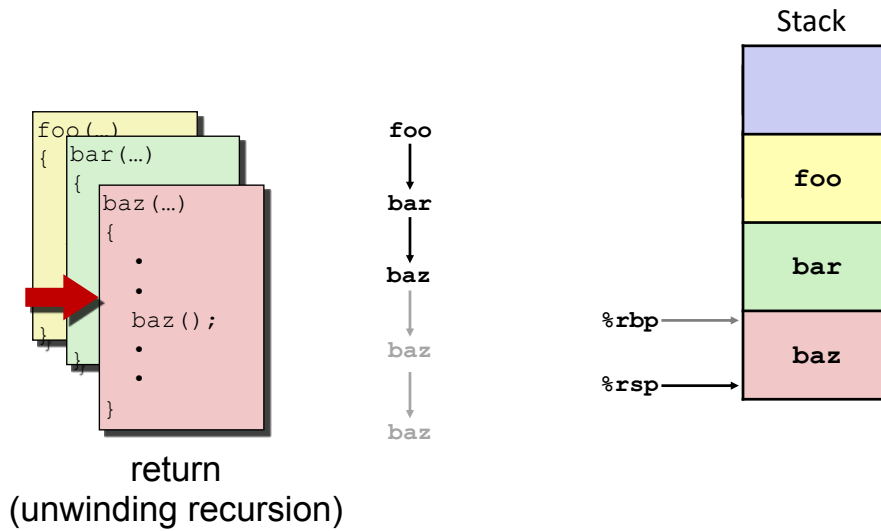 Stack
foo(…)
{
}
bar(…)
{
}
baz(…)
{
•
•
baz();
•
•
}
return
(unwinding recursion)
foo
bar
baz
baz
baz
%rbp
%rsp
foo
bar
baz